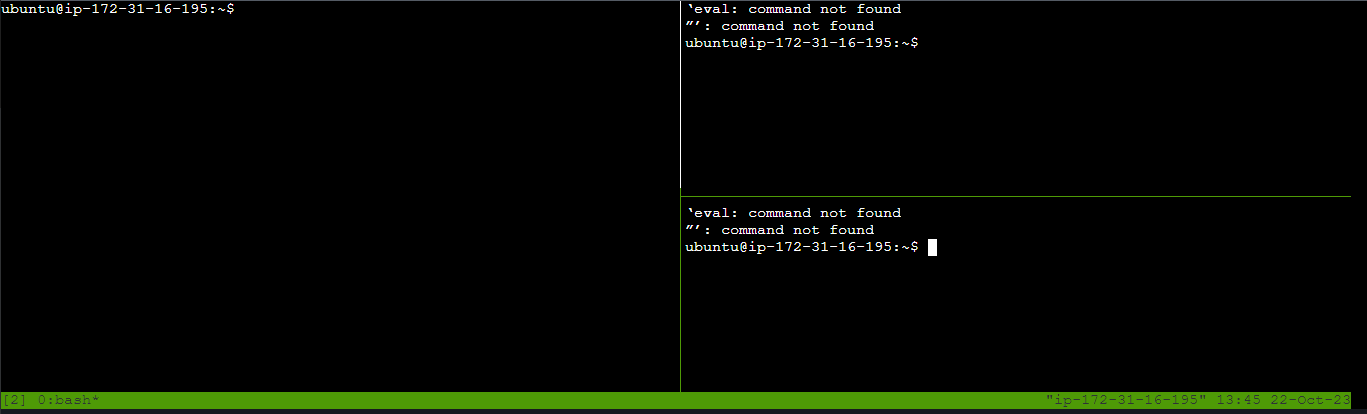 ubuntu@ip-172-31-16-195:~$
‘eval: command not found
”’: command not found
ubuntu@ip-172-31-16-195:~$
‘eval: command not found
”’: command not found
ubuntu@ip-172-31-16-195:~$
[2] 0:bash* "ip-172-31-16-195" 13:45 22-Oct-23